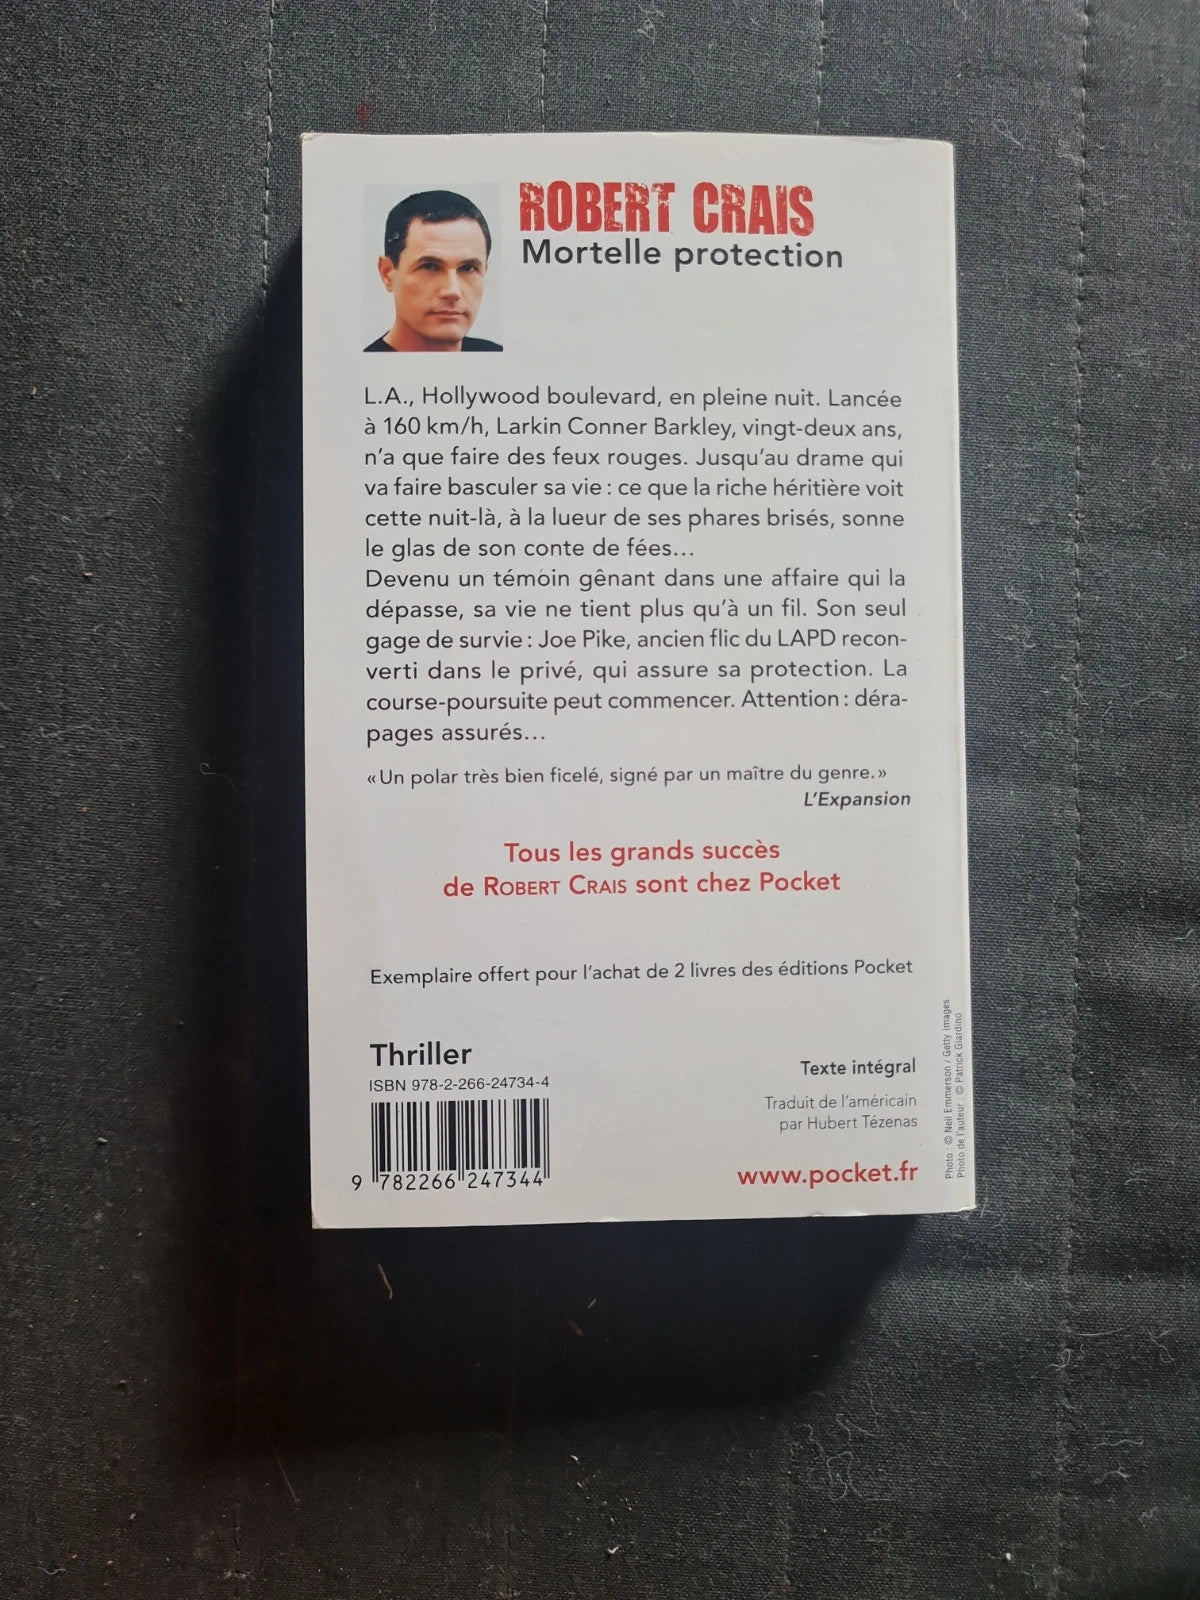 ROBERT CRAIS
Mortelle protection
L.A., Hollywood boulevard, en pleine nuit. Lancée
à 160 km/h, Larkin Conner Barkley, vingt-deux ans,
n'a que faire des feux rouges. Jusqu'au drame qui
va faire basculer sa vie : ce que la riche héritière voit
cette nuit-là, à la lueur de ses phares brisés, sonne
le glas de son conte de fées…
Devenu un témoin gênant dans une affaire qui la
dépasse, sa vie ne tient plus qu'à un fil. Son seul
gage de survie : Joe Pike, ancien flic du LAPD recon-
verti dans le privé, qui assure sa protection. La
course-poursuite peut commencer. Attention : déra-
pages assurés…
« Un polar très bien ficelé, signé par un maître du genre. »
L'Expansion
Tous les grands succès
de ROBERT CRAIS sont chez Pocket
Exemplaire offert pour l'achat de 2 livres des éditions Pocket
Thriller
ISBN 978-2-266-24734-4
9 782266 247344
Texte intégral
Traduit de l'américain
par Hubert Tézenas
www.pocket.fr
Photo : © Neil Emmerson / Getty Images.
Photo de l'auteur : © Patrick Giardino